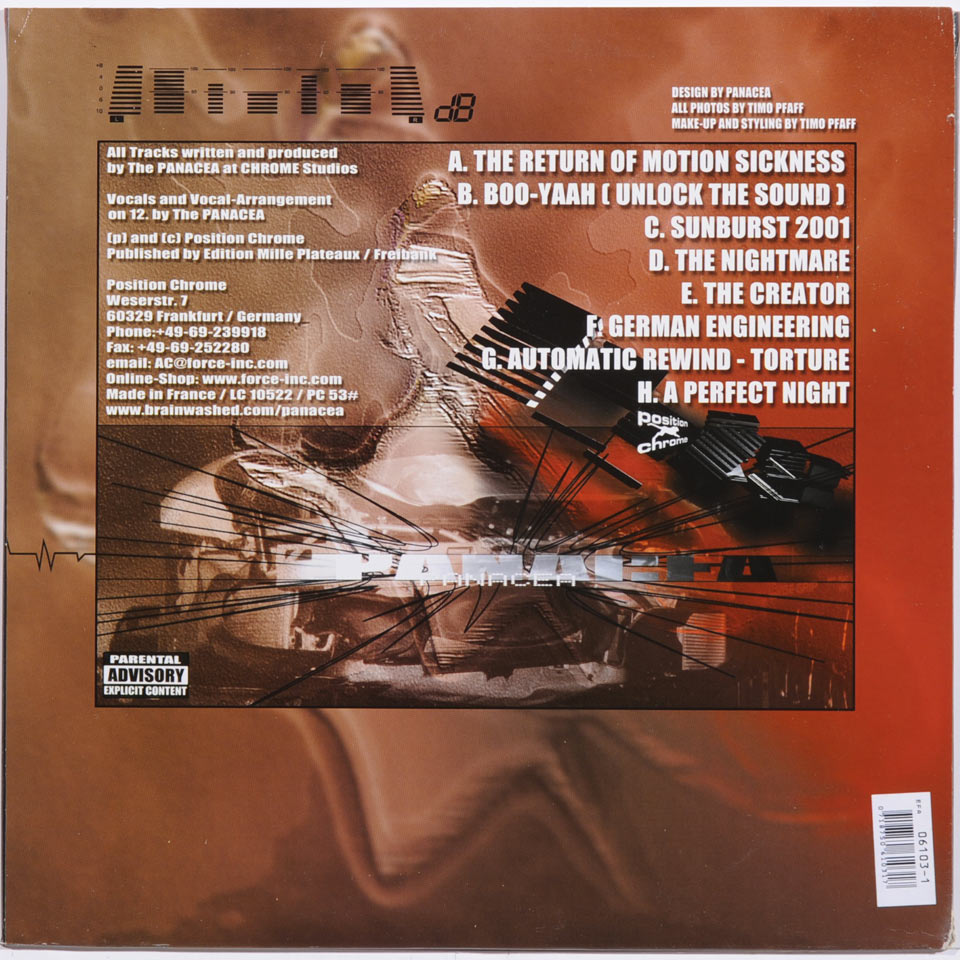 dB
DESIGN BY PANACEA
ALL PHOTOS BY TIMO PFAFF
MAKE-UP AND STYLING BY TIMO PFAFF
All Tracks written and produced
by The PANACEA at CHROME Studios
Vocals and Vocal-Arrangement
on 12. by The PANACEA
(p) and (c) Position Chrome
Published by Edition Mille Plateaux / Freibank
Position Chrome
Weserstr. 7
60329 Frankfurt / Germany
Phone:+49-69-239918
Fax: +49-69-252280
email: AC@force-inc.com
Online-Shop: www.force-inc.com
Made in France / LC 10522 / PC 53#
www.brainwashed.com/panacea
A. THE RETURN OF MOTION SICKNESS
B. BOO-YAAH ( UNLOCK THE SOUND )
C. SUNBURST 2001
D. THE NIGHTMARE
E. THE CREATOR
F. GERMAN ENGINEERING
G. AUTOMATIC REWIND - TORTURE
H. A PERFECT NIGHT
position
chrome
PANACEA
PANACEA
PARENTAL
ADVISORY
EXPLICIT CONTENT
EFA 06103-1